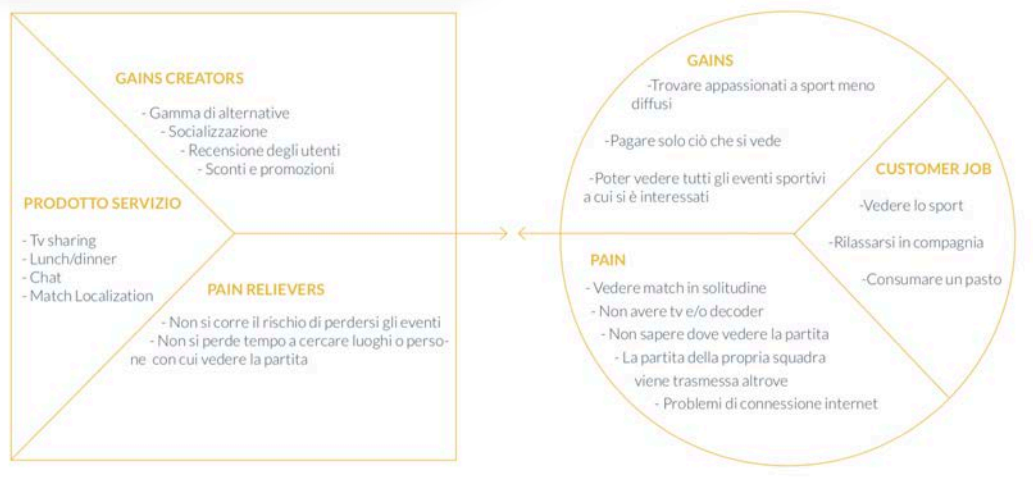 GAINS CREATORS
- Gamma di alternative
- Socializzazione
- Recensione degli utenti
- Sconti e promozioni
PRODOTTO SERVIZIO
- Tv sharing
- Lunch/dinner
- Chat
- Match Localization
PAIN RELIEVERS
- Non si corre il rischio di perdersi gli eventi
- Non si perde tempo a cercare luoghi o perso-
ne con cui vedere la partita
GAINS
-Trovare appassionati a sport meno
diffusi
-Pagare solo ciò che si vede
-Poter vedere tutti gli eventi sportivi
a cui si è interessati
CUSTOMER JOB
-Vedere lo sport
-Rilassarsi in compagnia
-Consumare un pasto
PAIN
- Vedere match in solitudine
- Non avere tv e/o decoder
- Non sapere dove vedere la partita
- La partita della propria squadra
viene trasmessa altrove
- Problemi di connessione internet